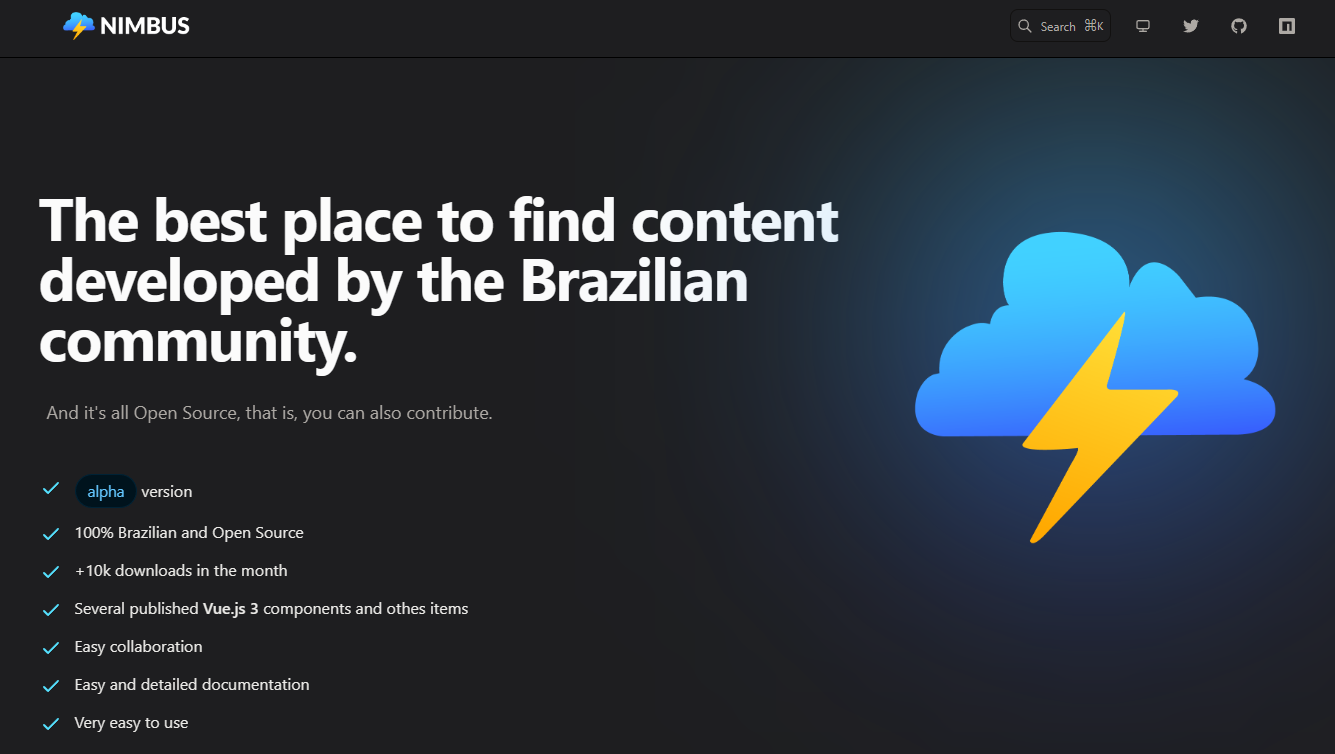 NIMBUS
Search ⌘K
The best place to find content
developed by the Brazilian
community.
And it's all Open Source, that is, you can also contribute.
alpha version
100% Brazilian and Open Source
+10k downloads in the month
Several published Vue.js 3 components and othes items
Easy collaboration
Easy and detailed documentation
Very easy to use